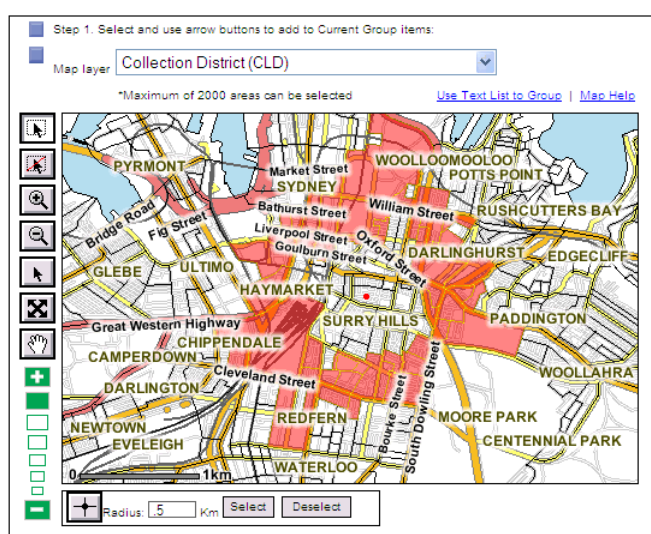 Step 1. Select and use arrow buttons to add to Current Group items:
Map layer Collection District (CLD)
*Maximum of 2000 areas can be selected Use Text List to Group | Map Help
PYRMONT
Market Street
WOOLLOOMOOLOO
SYDNEY
POTTS POINT
Bridge Road
Fig Street
Bathurst Street
William Street
RUSHCUTTERS BAY
Liverpool Street
Goulburn Street
Oxford Street
GLEBE
ULTIMO
DARLINGHURST
EDGECLIFF
HAYMARKET
Great Western Highway
SURRY HILLS
PADDINGTON
CHIPPENDALE
CAMPERDOWN
Cleveland Street
WOOLLAHRA
DARLINGTON
Bourke Street
South Dowling Street
REDFERN
MOORE PARK
NEWTOWN
EVELEIGH
CENTENNIAL PARK
WATERLOO
0 1km
Radius: .5 Km Select Deselect